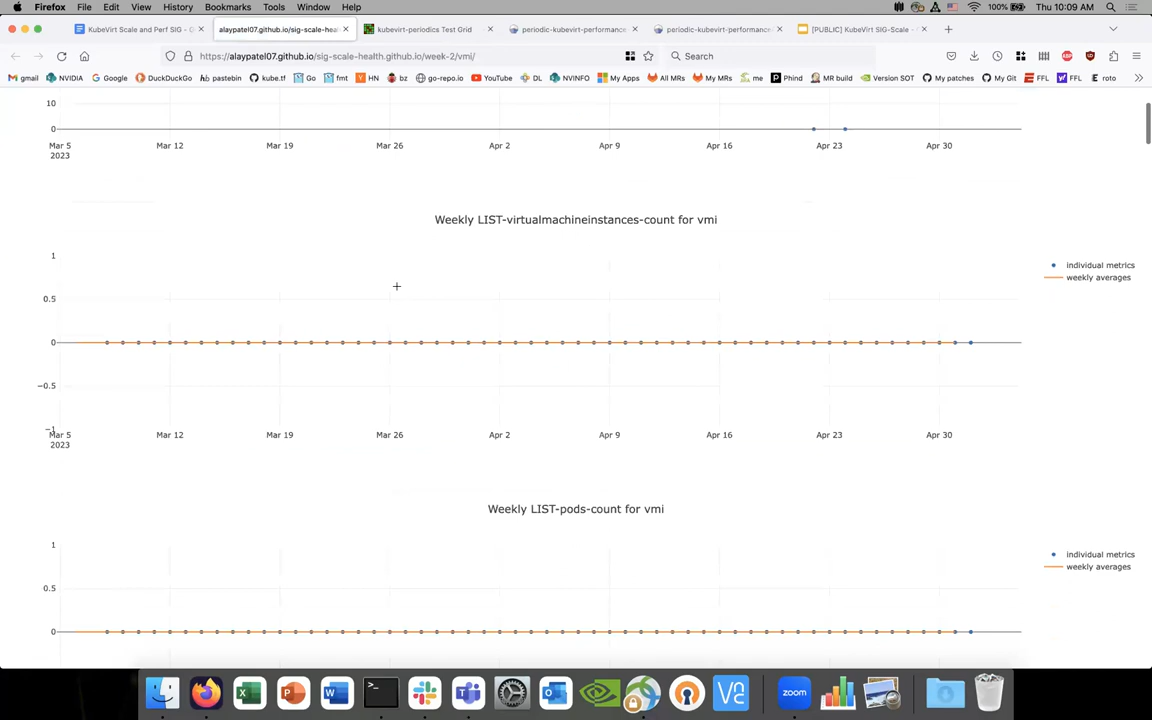 Firefox File Edit View History Bookmarks Tools Window Help 100% Thu 10:09 AM
KubeVirt Scale and Perf SIG - × alaypatel07.github.io/sig-scale-heal × kubevirt-periodics Test Grid × periodic-kubevirt-performance × periodic-kubevirt-performance × [PUBLIC] KubeVirt SIG-Scale - ×
https://alaypatel07.github.io/sig-scale-health.github.io/week-2/vmi/ Search
gmail NVIDIA Google DuckDuckGo pastebin kube.tf Go fmt HN bz go-repo.io YouTube DL NVINFO My Apps All MRs My MRs me Phind MR build Version SOT My patches My Git FFL FFL roto
10
0
Mar 5 Mar 12 Mar 19 Mar 26 Apr 2 Apr 9 Apr 16 Apr 23 Apr 30
2023
Weekly LIST-virtualmachineinstances-count for vmi
1
individual metrics
weekly averages
0.5
0
−0.5
−1
Mar 5 Mar 12 Mar 19 Mar 26 Apr 2 Apr 9 Apr 16 Apr 23 Apr 30
2023
Weekly LIST-pods-count for vmi
1
individual metrics
weekly averages
0.5
0
zoom